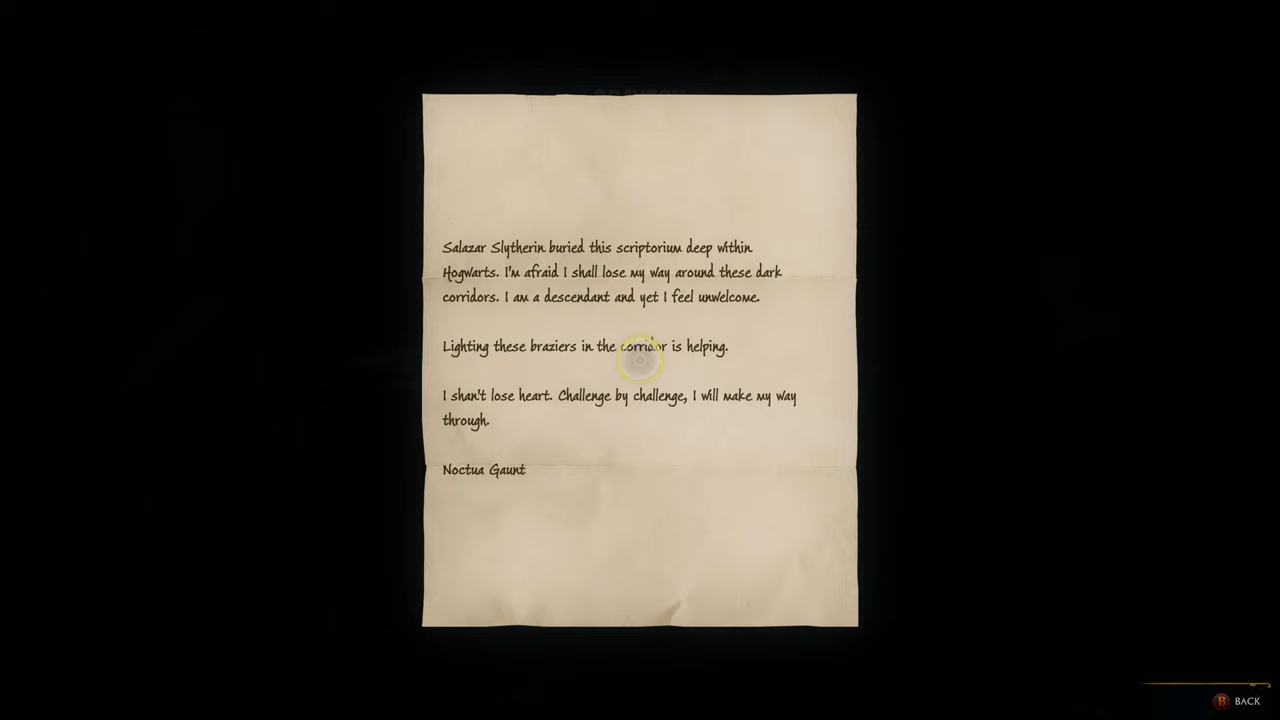 Salazar Slytherin buried this scriptorium deep within
Hogwarts. I'm afraid I shall lose my way around these dark
corridors. I am a descendant and yet I feel unwelcome.
Lighting these braziers in the corridor is helping.
I shan't lose heart. Challenge by challenge, I will make my way
through.
Noctua Gaunt
B BACK